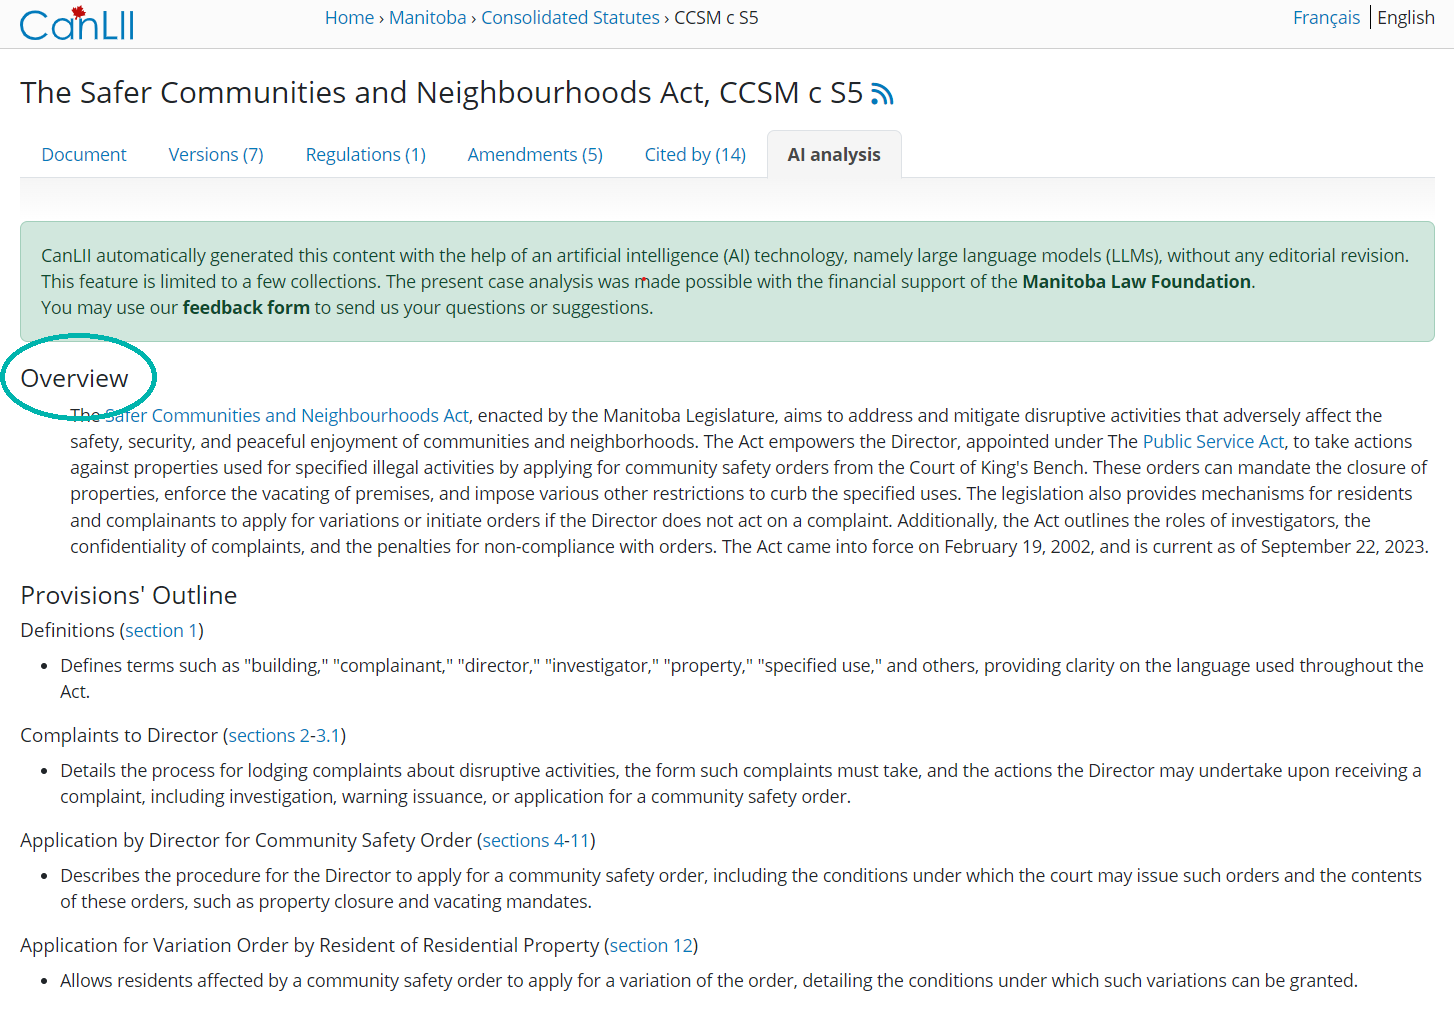 CanLII
Home › Manitoba › Consolidated Statutes › CCSM c S5
Français | English
The Safer Communities and Neighbourhoods Act, CCSM c S5
Document Versions (7) Regulations (1) Amendments (5) Cited by (14) AI analysis
CanLII automatically generated this content with the help of an artificial intelligence (AI) technology, namely large language models (LLMs), without any editorial revision.
This feature is limited to a few collections. The present case analysis was made possible with the financial support of the Manitoba Law Foundation.
You may use our feedback form to send us your questions or suggestions.
Overview
The Safer Communities and Neighbourhoods Act, enacted by the Manitoba Legislature, aims to address and mitigate disruptive activities that adversely affect the
safety, security, and peaceful enjoyment of communities and neighborhoods. The Act empowers the Director, appointed under The Public Service Act, to take actions
against properties used for specified illegal activities by applying for community safety orders from the Court of King's Bench. These orders can mandate the closure of
properties, enforce the vacating of premises, and impose various other restrictions to curb the specified uses. The legislation also provides mechanisms for residents
and complainants to apply for variations or initiate orders if the Director does not act on a complaint. Additionally, the Act outlines the roles of investigators, the
confidentiality of complaints, and the penalties for non-compliance with orders. The Act came into force on February 19, 2002, and is current as of September 22, 2023.
Provisions' Outline
Definitions (section 1)
• Defines terms such as "building," "complainant," "director," "investigator," "property," "specified use," and others, providing clarity on the language used throughout the
Act.
Complaints to Director (sections 2-3.1)
• Details the process for lodging complaints about disruptive activities, the form such complaints must take, and the actions the Director may undertake upon receiving a
complaint, including investigation, warning issuance, or application for a community safety order.
Application by Director for Community Safety Order (sections 4-11)
• Describes the procedure for the Director to apply for a community safety order, including the conditions under which the court may issue such orders and the contents
of these orders, such as property closure and vacating mandates.
Application for Variation Order by Resident of Residential Property (section 12)
• Allows residents affected by a community safety order to apply for a variation of the order, detailing the conditions under which such variations can be granted.